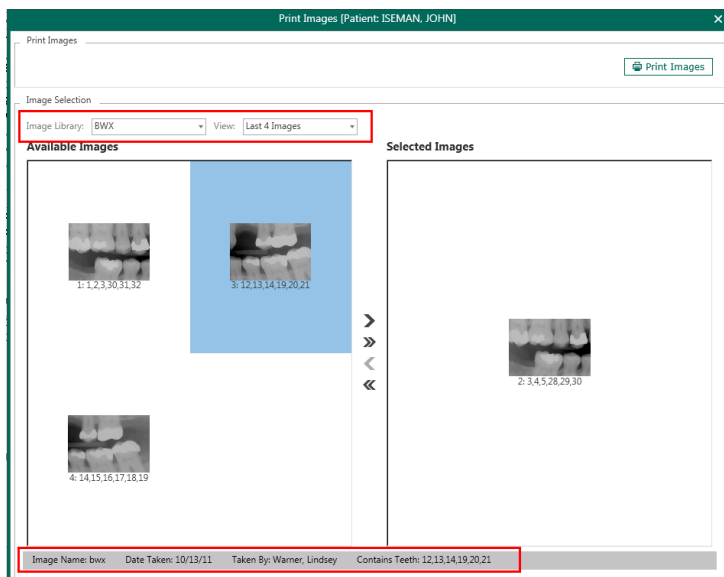 Print Images [Patient: ISEMAN, JOHN]
Print Images
Print Images
Image Selection
Image Library: BWX View: Last 4 Images
Available Images
Selected Images
1: 1,2,3,30,31,32
3: 12,13,14,19,20,21
2: 3,4,5,28,29,30
4: 14,15,16,17,18,19
Image Name: bwx Date Taken: 10/13/11 Taken By: Warner, Lindsey Contains Teeth: 12,13,14,19,20,21